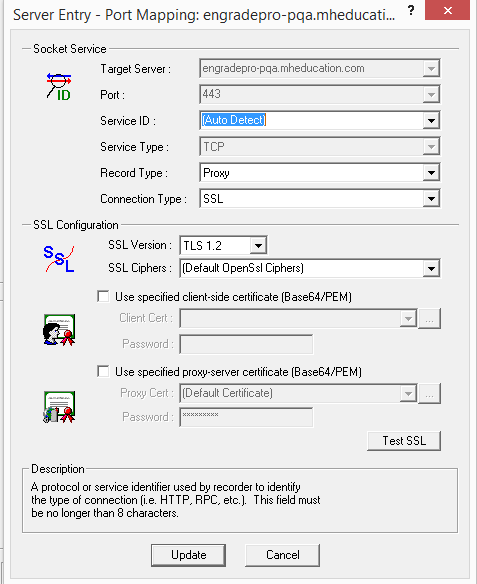 Server Entry - Port Mapping: engradepro-pqa.mheducati... ?
Socket Service
ID
Target Server : engradepro-pqa.mheducation.com
Port : 443
Service ID : (Auto Detect)
Service Type : TCP
Record Type : Proxy
Connection Type : SSL
SSL Configuration
SSL
SSL Version : TLS 1.2
SSL Ciphers : (Default OpenSsl Ciphers)
Use specified client-side certificate (Base64/PEM)
Client Cert : ...
Password :
Use specified proxy-server certificate (Base64/PEM)
Proxy Cert : (Default Certificate) ...
Password : ×××××××××
Test SSL
Description
A protocol or service identifier used by recorder to identify
the type of connection (i.e. HTTP, RPC, etc.). This field must
be no longer than 8 characters.
Update Cancel